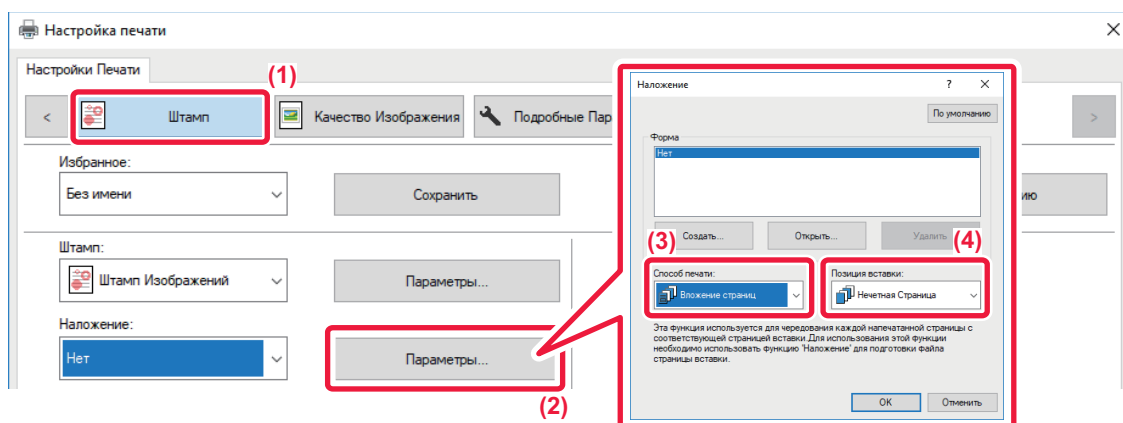 Настройка печати
Настройки Печати
(1)
<
Штамп
Качество Изображения
Подробные Пар
>
Избранное:
Без имени
Сохранить
ию
Штамп:
Штамп Изображений
Параметры...
Наложение:
Нет
Параметры...
(2)
Наложение
?
По умолчанию
Форма
Нет
Создать...
Открыть...
Удалить
(3)
(4)
Способ печати:
Позиция вставки:
Вложение страниц
Нечетная Страница
Эта функция используется для чередования каждой напечатанной страницы с
соответствующей страницей вставки.Для использования этой функции
необходимо использовать функцию 'Наложение' для подготовки файла
страницы вставки.
OK
Отменить